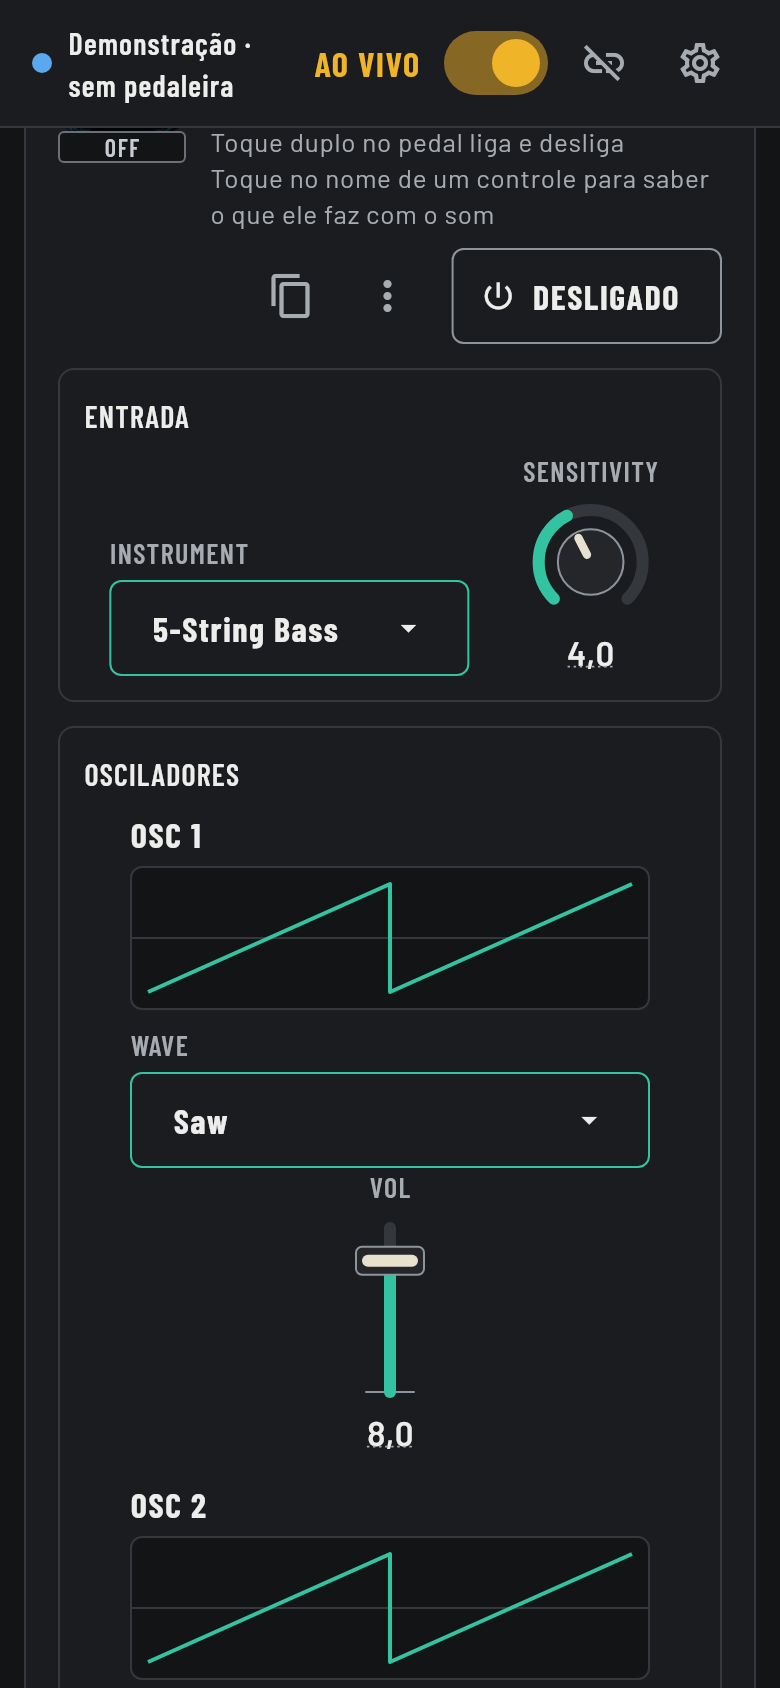 Demonstração ·
sem pedaleira
AO VIVO
OFF
Toque duplo no pedal liga e desliga
Toque no nome de um controle para saber
o que ele faz com o som
DESLIGADO
ENTRADA
SENSITIVITY
INSTRUMENT
5-String Bass
4,0
OSCILADORES
OSC 1
WAVE
Saw
VOL
8,0
OSC 2